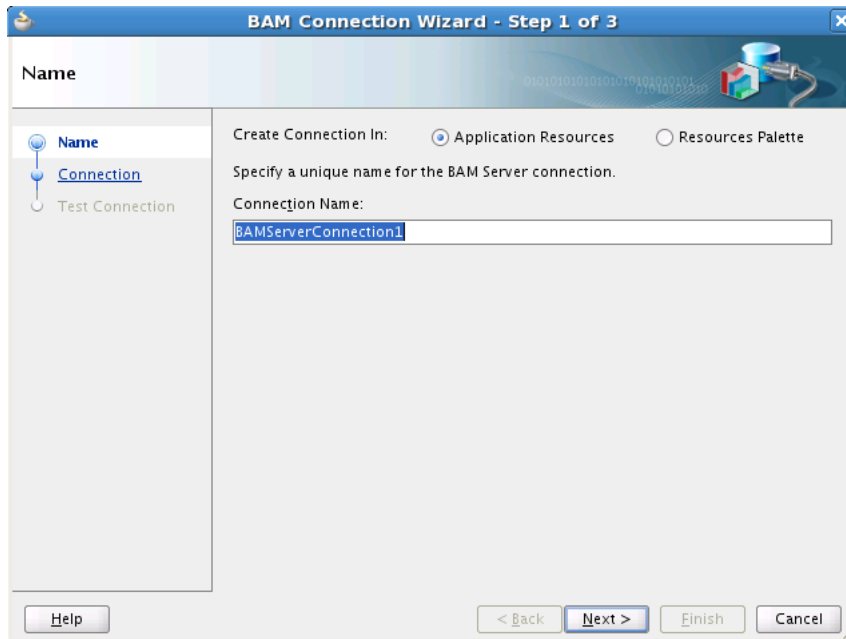 BAM Connection Wizard - Step 1 of 3
Name
Name
Connection
Test Connection
Create Connection In: Application Resources Resources Palette
Specify a unique name for the BAM Server connection.
Connection Name:
BAMServerConnection1
Help < Back Next > Finish Cancel